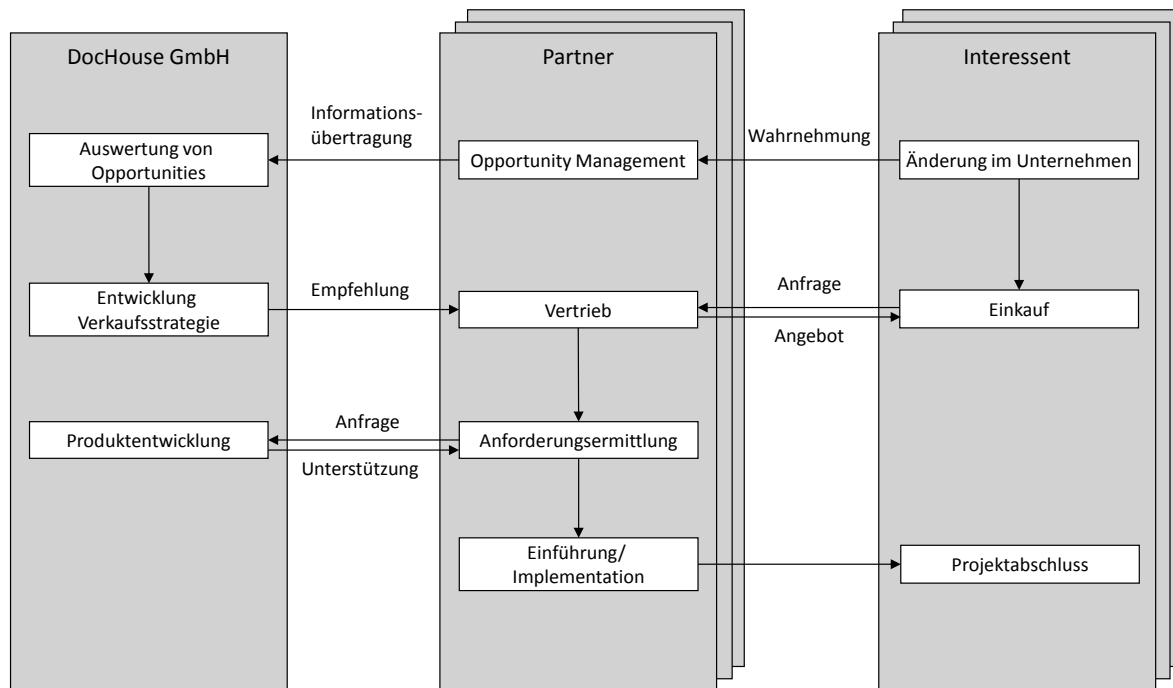 DocHouse GmbH
Partner
Interessent
Informations-
übertragung
Wahrnehmung
Auswertung von
Opportunities
Opportunity Management
Änderung im Unternehmen
Empfehlung
Anfrage
Entwicklung
Verkaufsstrategie
Vertrieb
Einkauf
Angebot
Anfrage
Produktentwicklung
Anforderungsermittlung
Unterstützung
Einführung/
Implementation
Projektabschluss